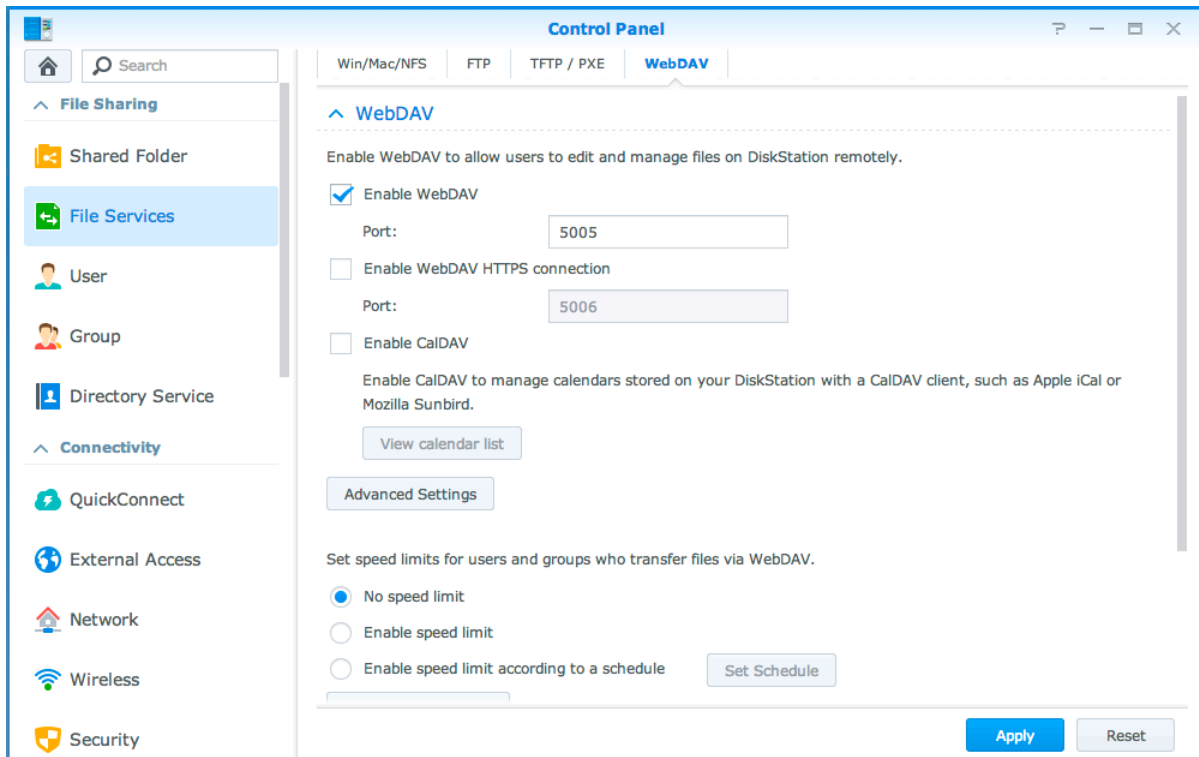 Control Panel
Search
File Sharing
Shared Folder
File Services
User
Group
Directory Service
Connectivity
QuickConnect
External Access
Network
Wireless
Security
Win/Mac/NFS FTP TFTP / PXE WebDAV
WebDAV
Enable WebDAV to allow users to edit and manage files on DiskStation remotely.
Enable WebDAV
Port: 5005
Enable WebDAV HTTPS connection
Port: 5006
Enable CalDAV
Enable CalDAV to manage calendars stored on your DiskStation with a CalDAV client, such as Apple iCal or
Mozilla Sunbird.
View calendar list
Advanced Settings
Set speed limits for users and groups who transfer files via WebDAV.
No speed limit
Enable speed limit
Enable speed limit according to a schedule Set Schedule
Apply Reset